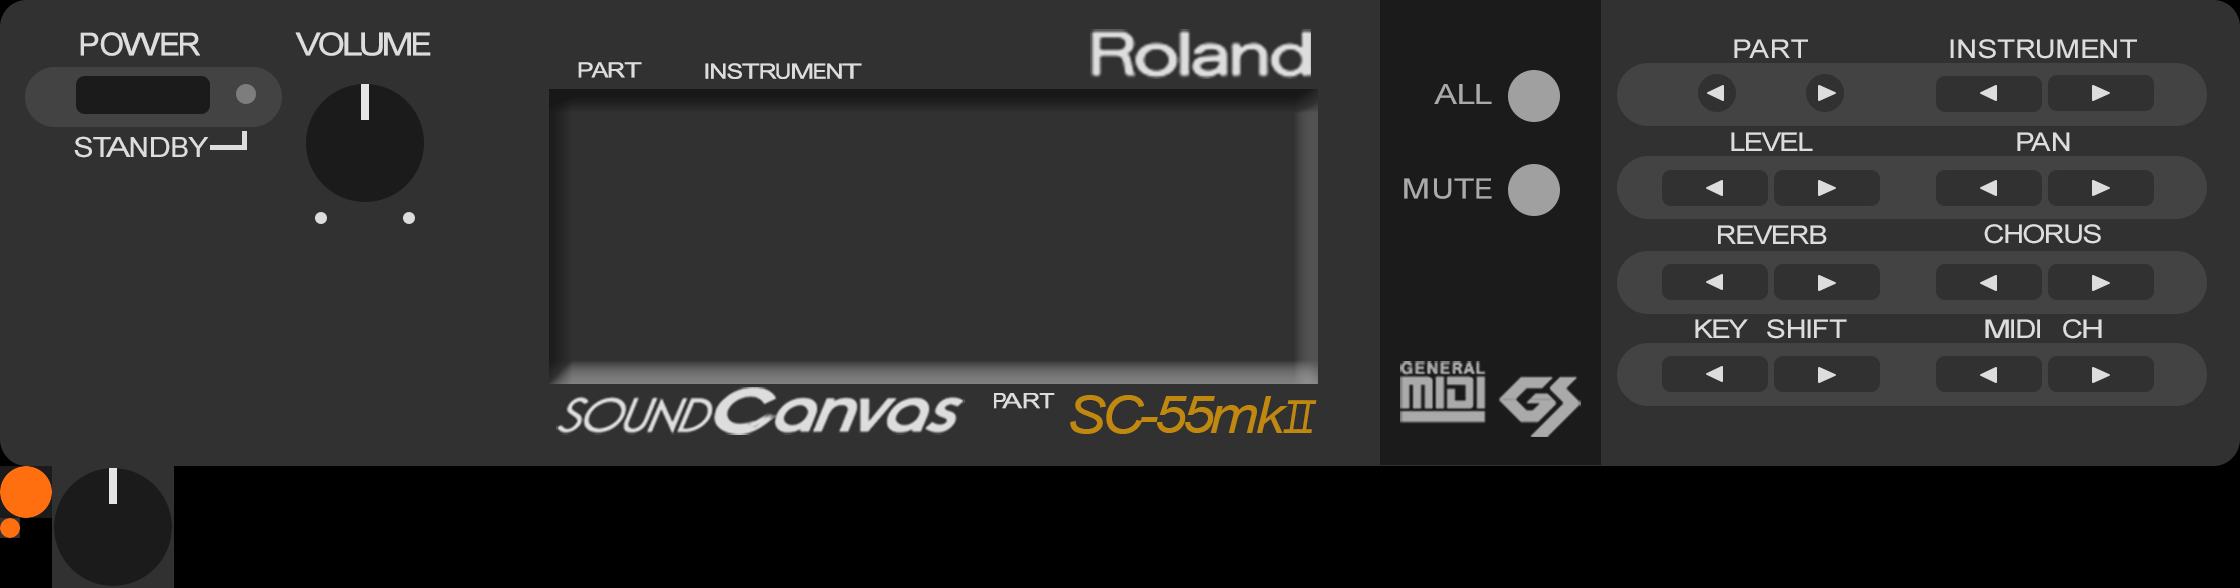 POWER
STANDBY
VOLUME
PART INSTRUMENT
Roland
SOUND Canvas
PART
SC-55mkII
ALL
MUTE
GENERAL
MIDI
GS
PART INSTRUMENT
LEVEL PAN
REVERB CHORUS
KEY SHIFT MIDI CH